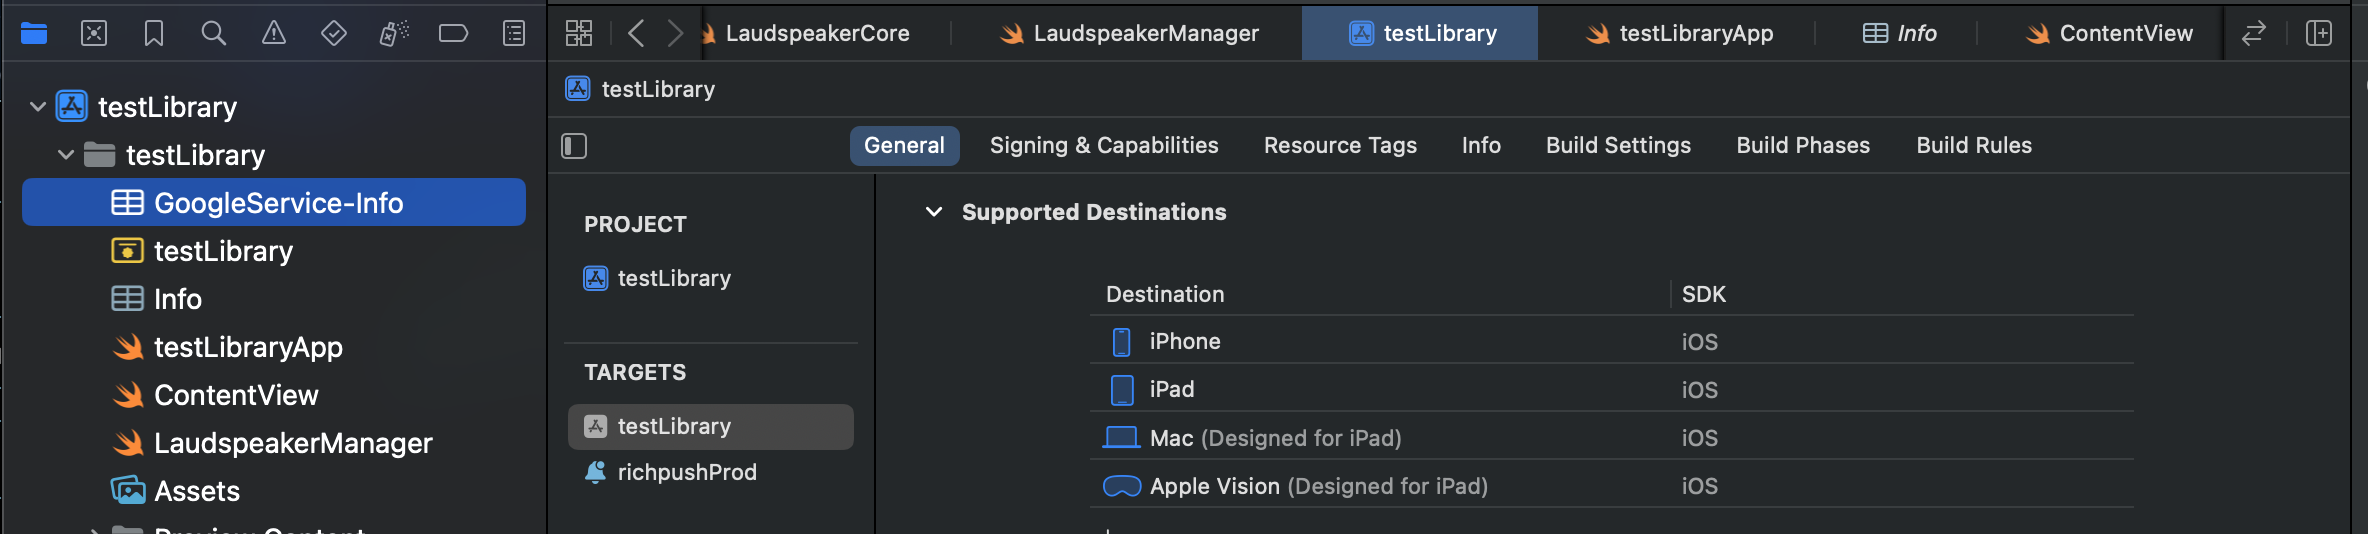 LaudspeakerCore
LaudspeakerManager
testLibrary
testLibraryApp
Info
ContentView
testLibrary
testLibrary
GoogleService-Info
testLibrary
Info
testLibraryApp
ContentView
LaudspeakerManager
Assets
Preview Content
testLibrary
General
Signing & Capabilities
Resource Tags
Info
Build Settings
Build Phases
Build Rules
PROJECT
testLibrary
TARGETS
testLibrary
richpushProd
Supported Destinations
Destination SDK
iPhone iOS
iPad iOS
Mac (Designed for iPad) iOS
Apple Vision (Designed for iPad) iOS